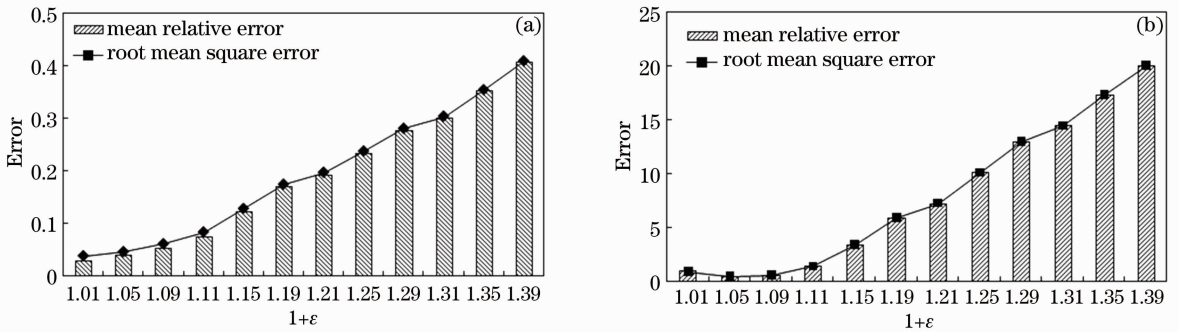 0.5
0.4
0.3
0.2
0.1
0
Error
mean relative error
root mean square error
(a)
1.01 1.05 1.09 1.11 1.15 1.19 1.21 1.25 1.29 1.31 1.35 1.39
1+ε
25
20
15
10
5
0
Error
mean relative error
root mean square error
(b)
1.01 1.05 1.09 1.11 1.15 1.19 1.21 1.25 1.29 1.31 1.35 1.39
1+ε